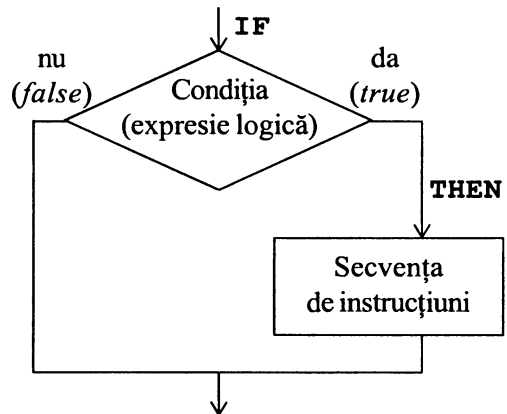 IF
nu
(false)
da
(true)
Condiția
(expresie logică)
THEN
Secvența
de instrucțiuni